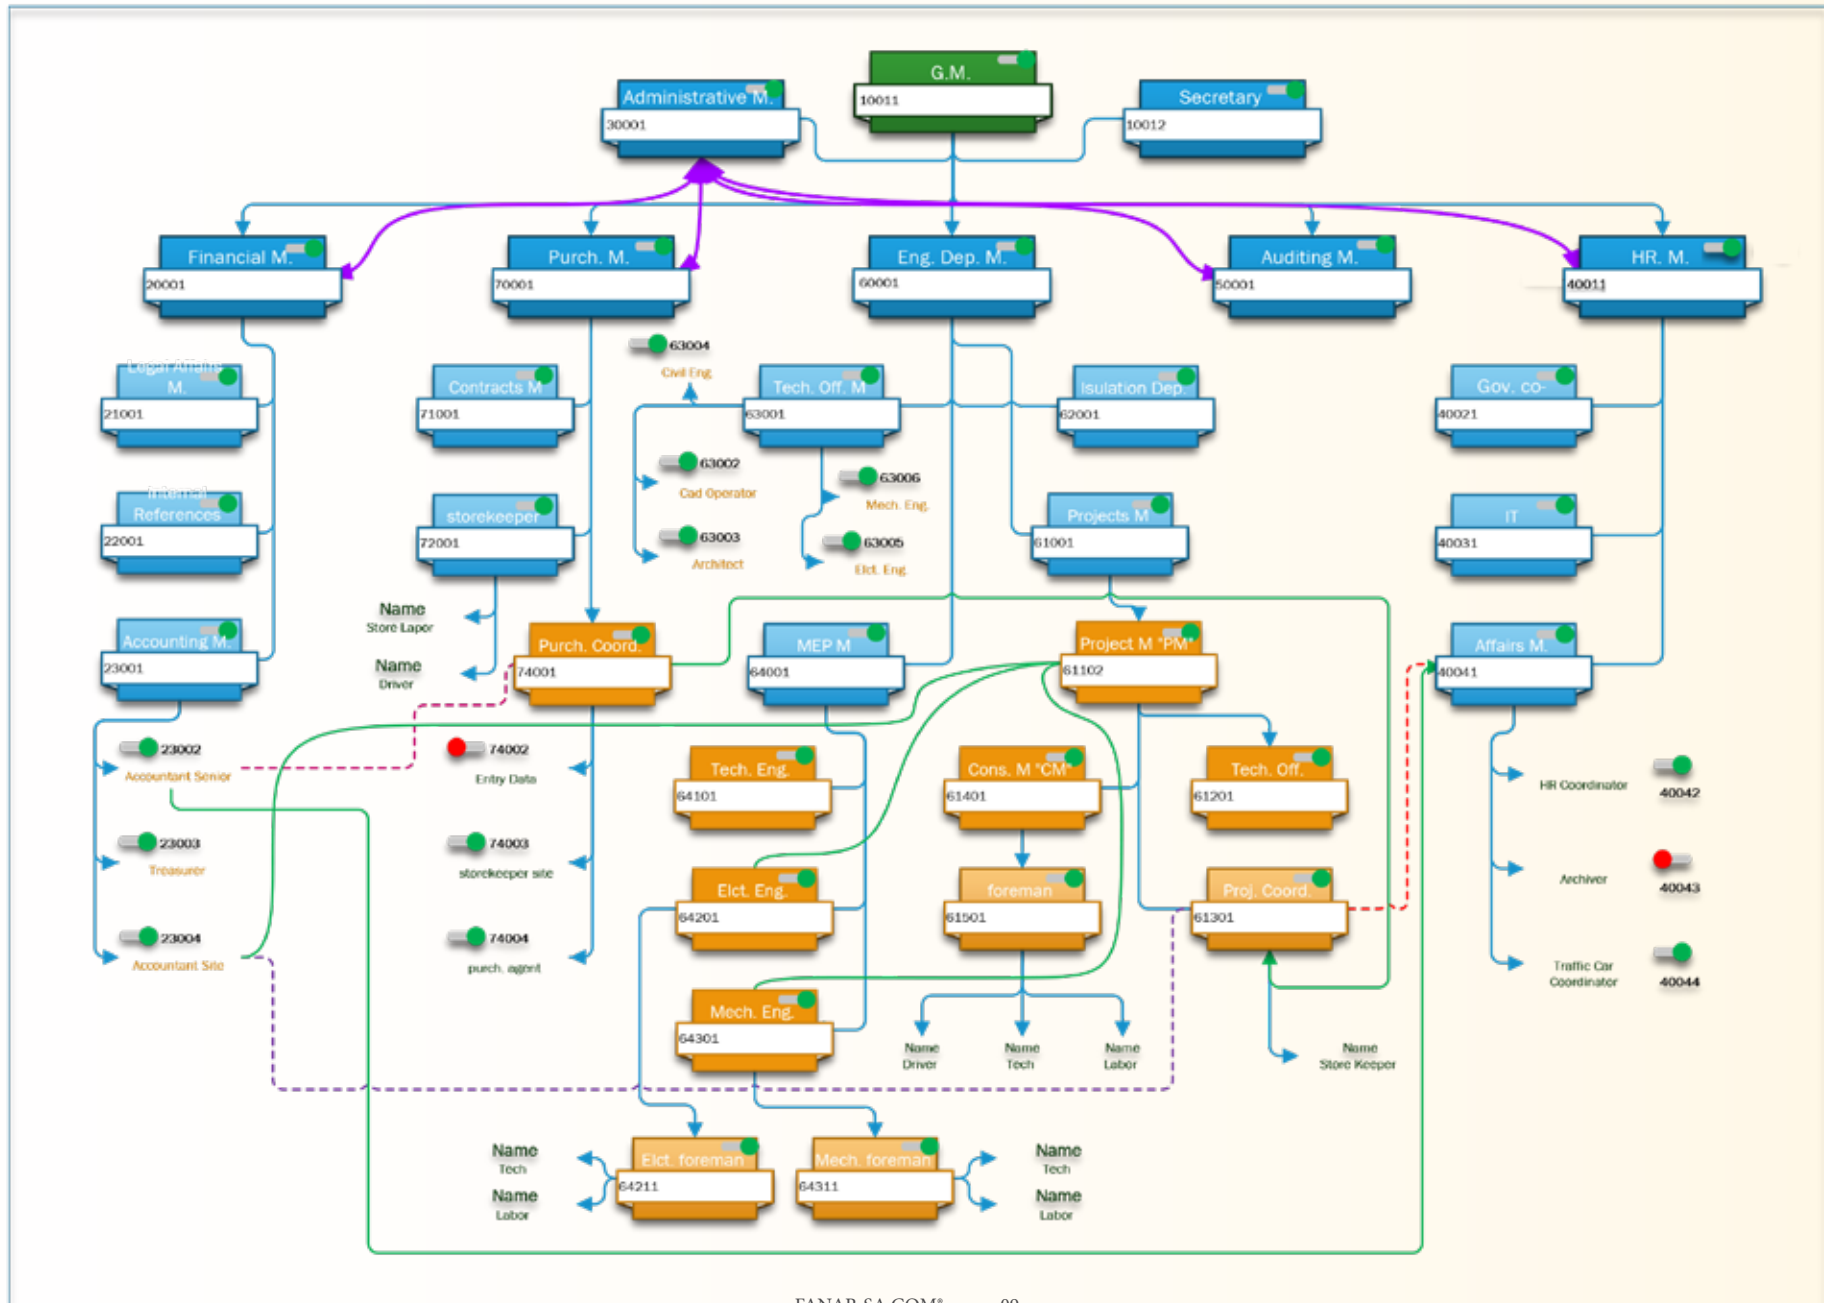 G.M.
10011
Administrative M.
30001
Secretary
10012
Financial M.
20001
Purch. M.
70001
Eng. Dep. M.
60001
Auditing M.
50001
HR. M.
40011
63004
Civil Eng.
Legal Affairs
M.
21001
Contracts M
71001
Tech. Off. M
63001
Isulation Dep.
62001
Gov. co-
40021
63002
Cad Operator
63006
Mech. Eng.
Internal
References
22001
storekeeper
72001
63003
Architect
63005
Elct. Eng.
Projects M
61001
IT
40031
Name
Store Lapor
Name
Driver
Accounting M.
23001
Purch. Coord.
74001
MEP M
64001
Project M "PM"
61102
Affairs M.
40041
23002
Accountant Senior
74002
Entry Data
Tech. Eng.
64101
Cons. M "CM"
61401
Tech. Off.
61201
HR Coordinator
40042
23003
Treasurer
74003
storekeeper site
Elct. Eng.
64201
foreman
61501
Proj. Coord.
61301
Archiver
40043
23004
Accountant Site
74004
purch. agent
Traffic Car
Coordinator
40044
Mech. Eng.
64301
Name
Driver
Name
Tech
Name
Labor
Name
Store Keeper
Name
Tech
Name
Labor
Elct. foreman
64211
Mech. foreman
64311
Name
Tech
Name
Labor